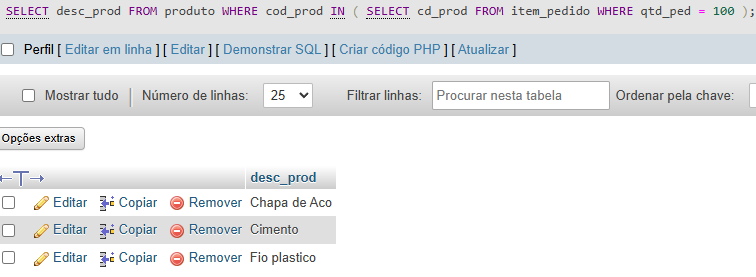 SELECT desc_prod FROM produto WHERE cod_prod IN ( SELECT cd_prod FROM item_pedido WHERE qtd_ped = 100 );
Perfil [ Editar em linha ] [ Editar ] [ Demonstrar SQL ] [ Criar código PHP ] [ Atualizar ]
Mostrar tudo | Número de linhas: 25 Filtrar linhas: Procurar nesta tabela Ordenar pela chave:
Opções extras
←T→ desc_prod
Editar Copiar Remover Chapa de Aco
Editar Copiar Remover Cimento
Editar Copiar Remover Fio plastico